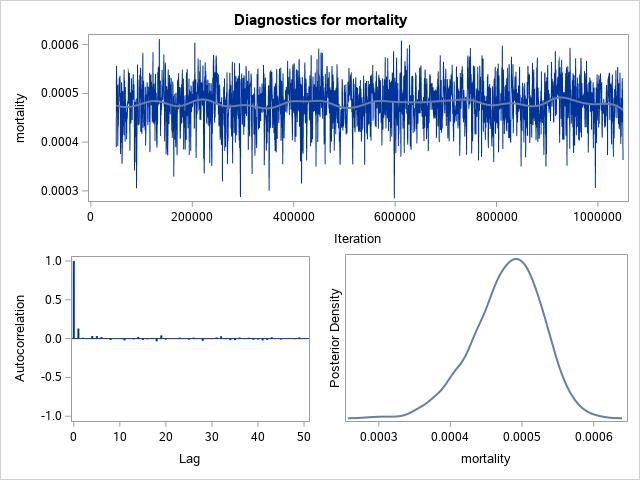 Diagnostics for mortality
mortality
0.0006
0.0005
0.0004
0.0003
0 200000 400000 600000 800000 1000000
Iteration
Autocorrelation
1.0
0.5
0.0
-0.5
-1.0
0 10 20 30 40 50
Lag
Posterior Density
0.0003 0.0004 0.0005 0.0006
mortality